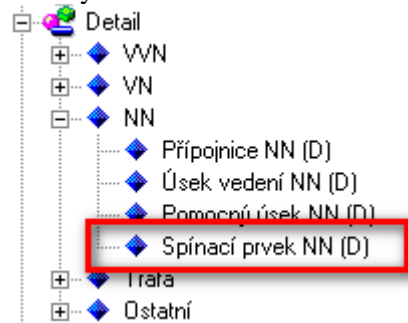 Detail
VVN
VN
NN
Přípojnice NN (D)
Úsek vedení NN (D)
Pomocný úsek NN (D)
Spínací prvek NN (D)
Trafa
Ostatní